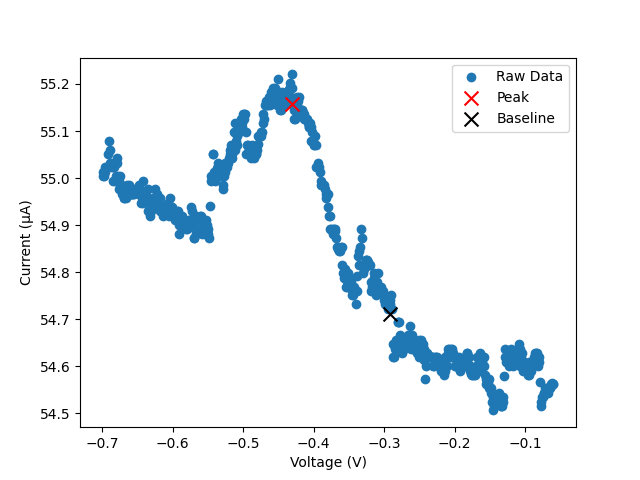 Raw Data
Peak
Baseline
55.2
55.1
55.0
54.9
54.8
54.7
54.6
54.5
Current (μA)
−0.7 −0.6 −0.5 −0.4 −0.3 −0.2 −0.1
Voltage (V)